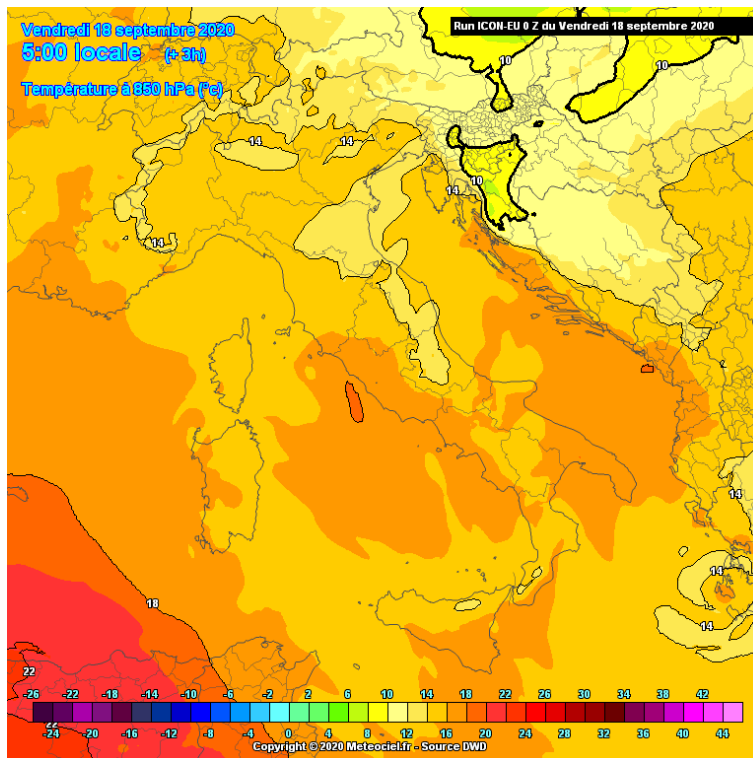 Vendredi 18 septembre 2020
Run ICON-EU 0 Z du Vendredi 18 septembre 2020
5:00 locale (+ 3h)
Température à 850 hPa (°c)
10
10
14
14
10
14
14
14
14
18
14
22
-26 -22 -18 -14 -10 -6 -2 2 6 10 14 18 22 26 30 34 38 42
22
-24 -20 -16 -12 -8 -4 0 4 8 12 16 20 24 28 32 36 40 44
Copyright © 2020 Meteociel.fr - Source DWD